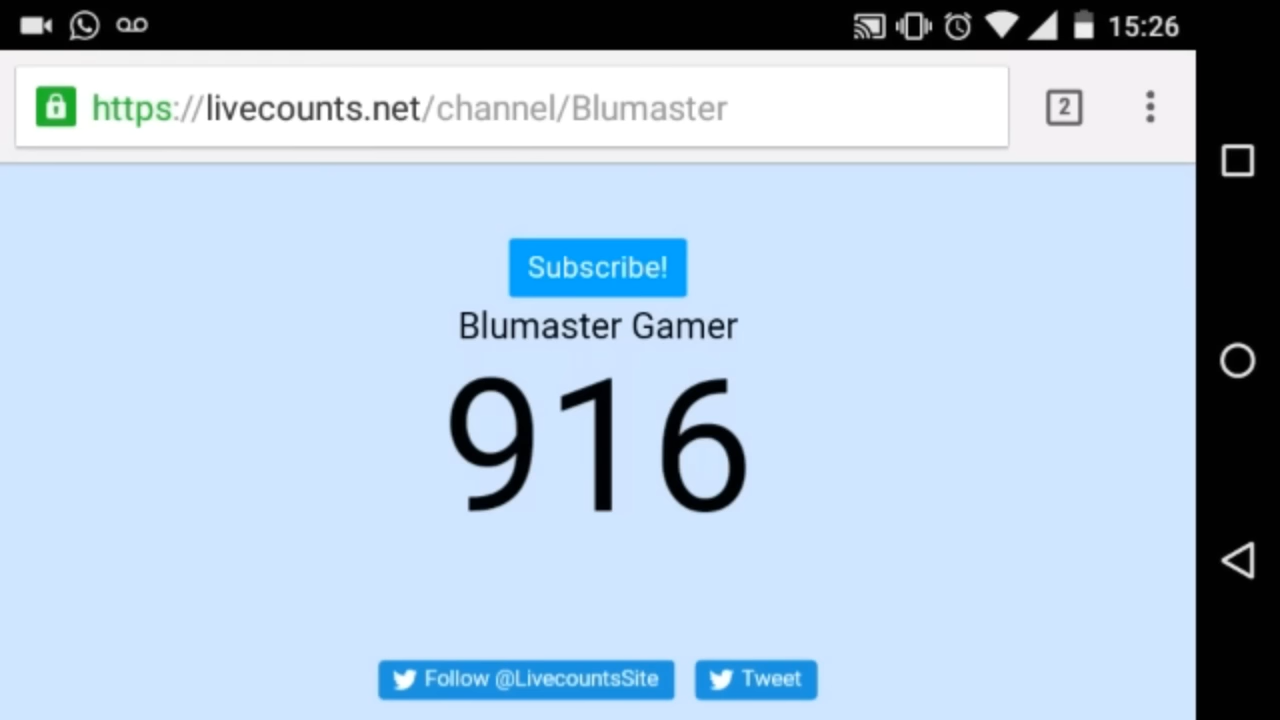 15:26
https://livecounts.net/channel/Blumaster
2
Subscribe!
Blumaster Gamer
916
Follow @LivecountsSite
Tweet